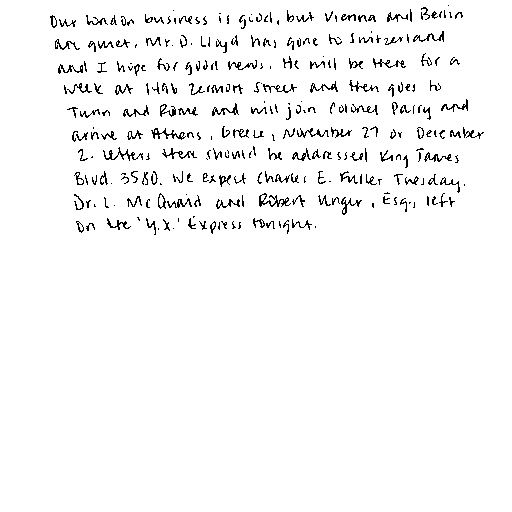 Our London business is good, but Vienna and Berlin
are quiet. Mr. D. Lloyd has gone to Switzerland
and I hope for good news. He will be there for a
week at 1496 Zermott Street and then goes to
Turin and Rome and will join Colonel Parry and
arrive at Athens, Greece, November 27 or December
2. Letters there should be addressed King James
Blvd. 3580. We expect Charles E. Fuller Tuesday.
Dr. L. McQuaid and Robert Unger, Esq., left
on the 'Y.X.' Express tonight.